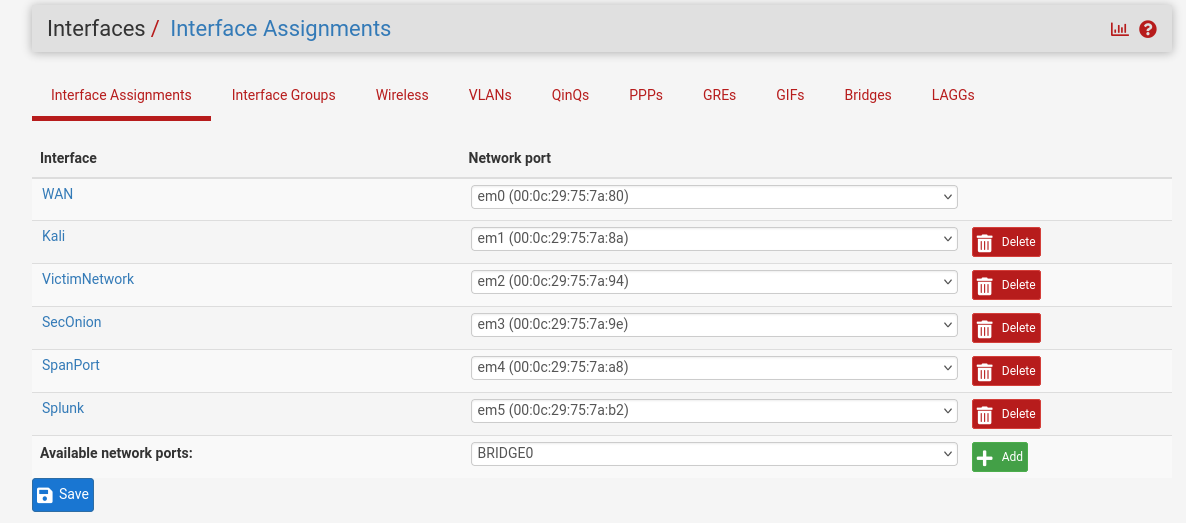 Interfaces / Interface Assignments
Interface Assignments Interface Groups Wireless VLANs QinQs PPPs GREs GIFs Bridges LAGGs
Interface Network port
WAN em0 (00:0c:29:75:7a:80)
Kali em1 (00:0c:29:75:7a:8a) Delete
VictimNetwork em2 (00:0c:29:75:7a:94) Delete
SecOnion em3 (00:0c:29:75:7a:9e) Delete
SpanPort em4 (00:0c:29:75:7a:a8) Delete
Splunk em5 (00:0c:29:75:7a:b2) Delete
Available network ports: BRIDGE0 Add
Save